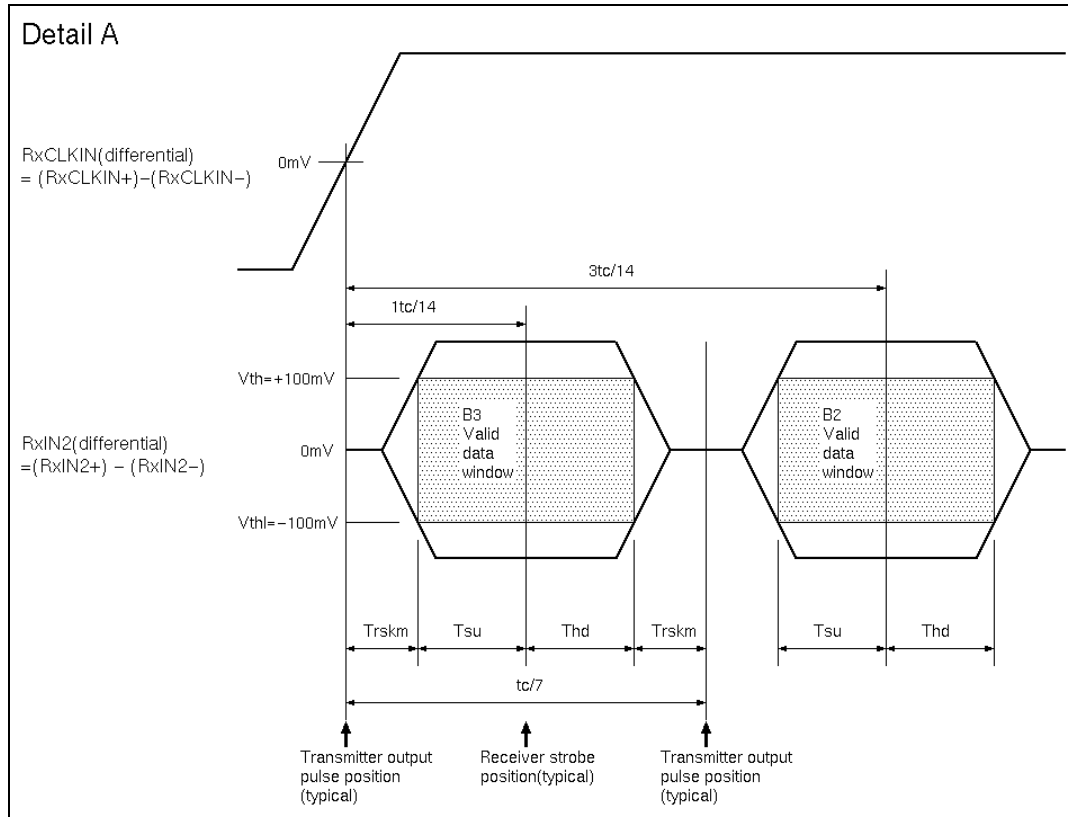 Detail A
RxCLKIN(differential)
= (RxCLKIN+)−(RxCLKIN−)
0mV
3tc/14
1tc/14
Vth=+100mV
RxIN2(differential)
=(RxIN2+) − (RxIN2−)
0mV
Vthl=−100mV
B3
Valid
data
window
B2
Valid
data
window
Trskm
Tsu
Thd
Trskm
Tsu
Thd
tc/7
Transmitter output
pulse position
(typical)
Receiver strobe
position(typical)
Transmitter output
pulse position
(typical)